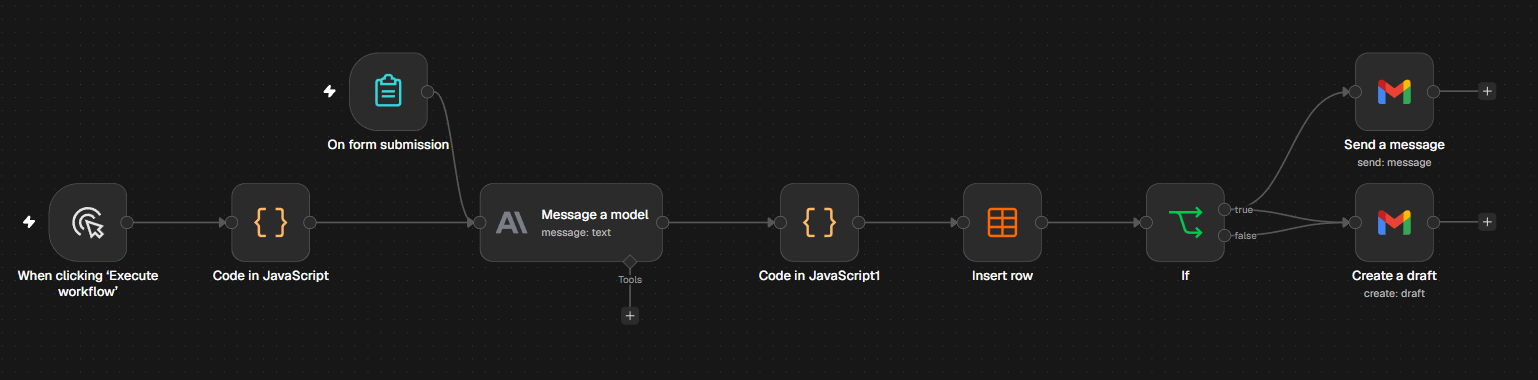 On form submission
When clicking ‘Execute
workflow’
Code in JavaScript
Message a model
message: text
Tools
Code in JavaScript1
Insert row
If
true
false
Send a message
send: message
Create a draft
create: draft